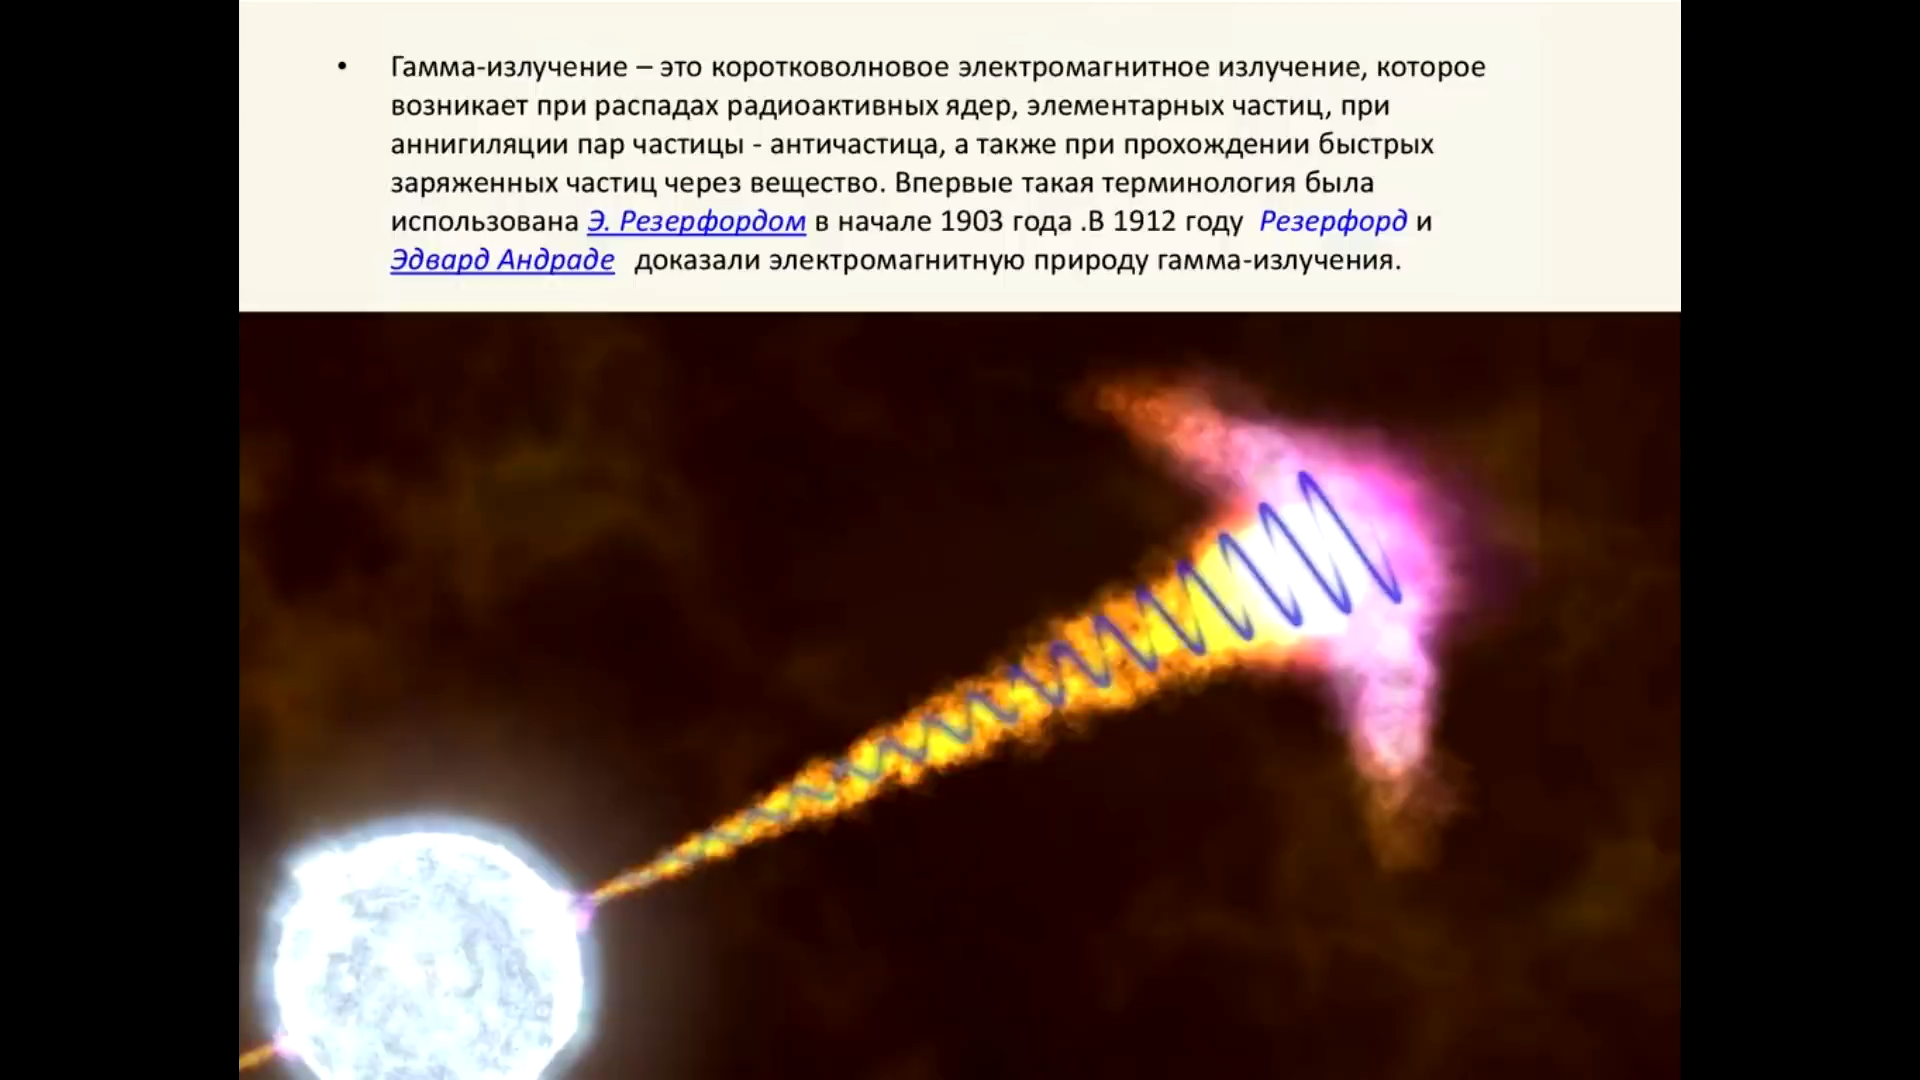 • Гамма-излучение – это коротковолновое электромагнитное излучение, которое
возникает при распадах радиоактивных ядер, элементарных частиц, при
аннигиляции пар частицы - античастица, а также при прохождении быстрых
заряженных частиц через вещество. Впервые такая терминология была
использована Э. Резерфордом в начале 1903 года .В 1912 году Резерфорд и
Эдвард Андраде доказали электромагнитную природу гамма-излучения.